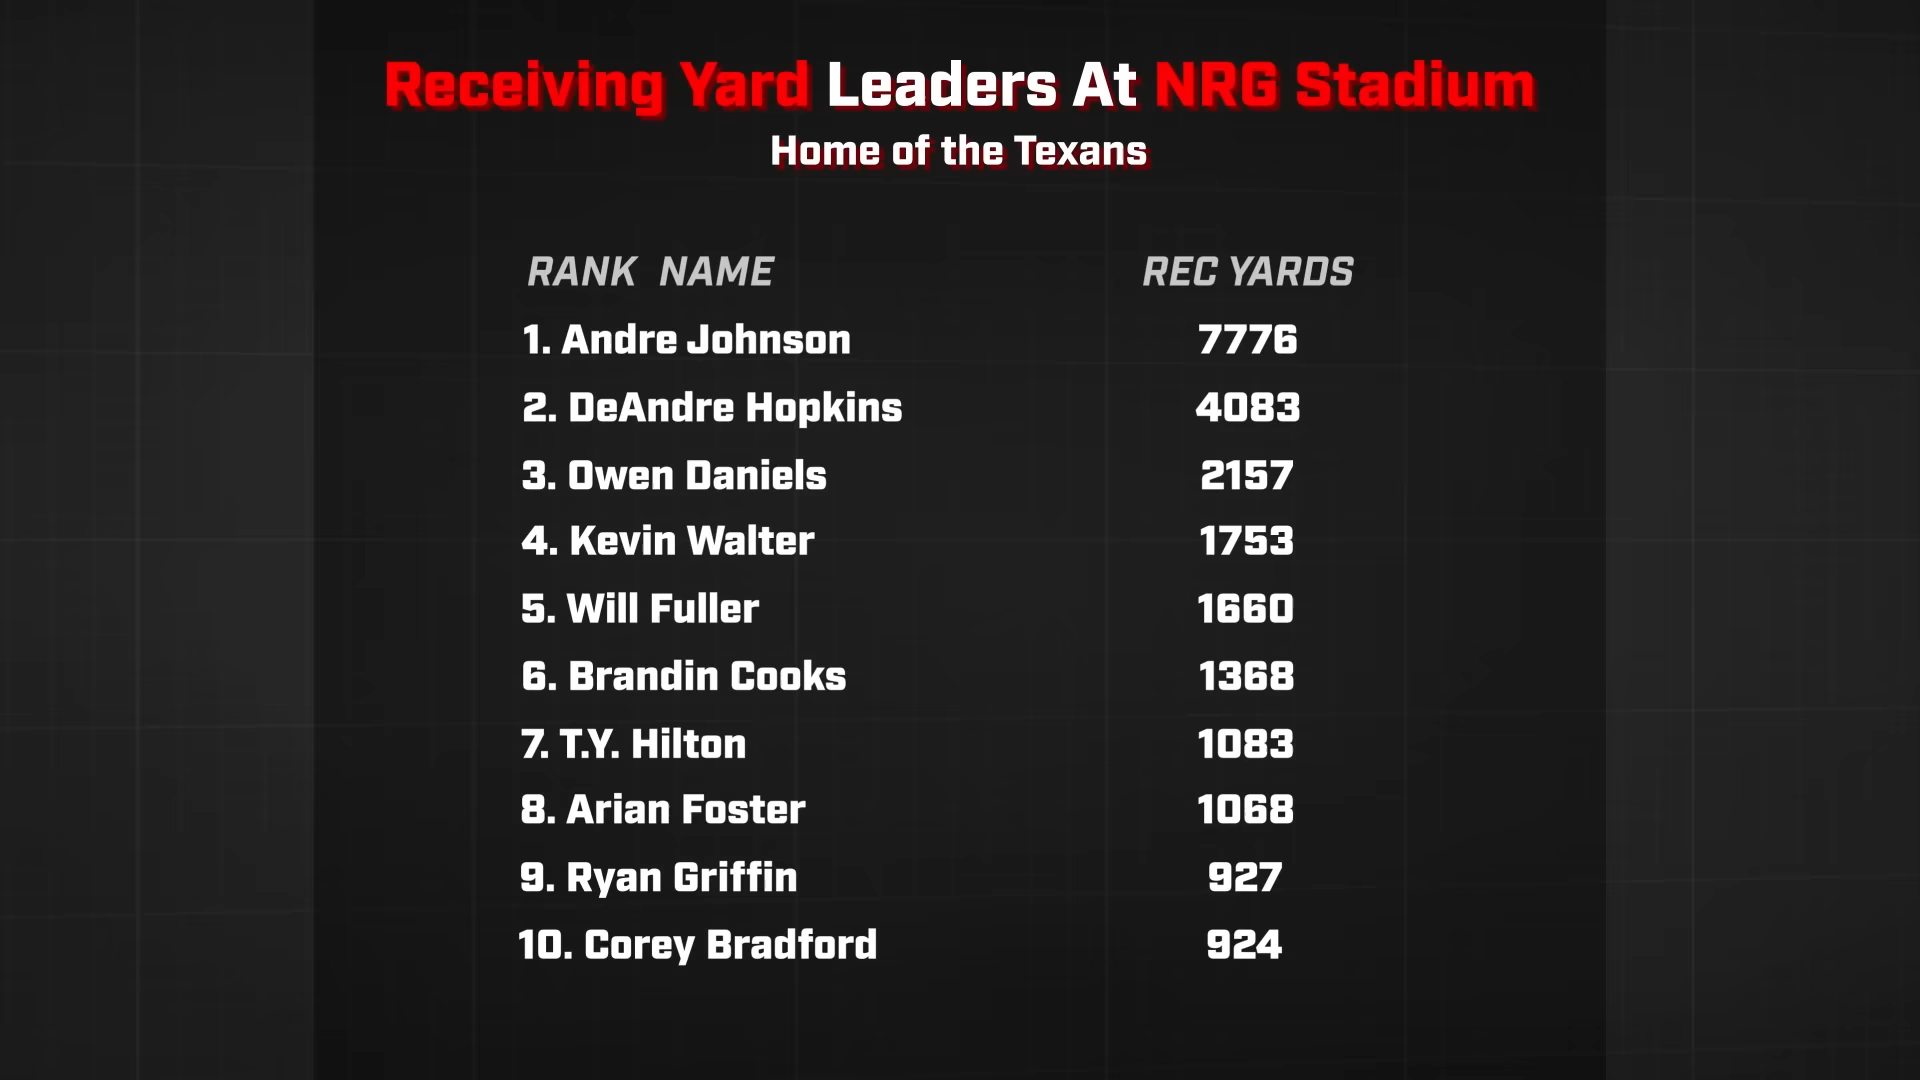 Receiving Yard Leaders At NRG Stadium
Home of the Texans
RANK NAME REC YARDS
1. Andre Johnson 7776
2. DeAndre Hopkins 4083
3. Owen Daniels 2157
4. Kevin Walter 1753
5. Will Fuller 1660
6. Brandin Cooks 1368
7. T.Y. Hilton 1083
8. Arian Foster 1068
9. Ryan Griffin 927
10. Corey Bradford 924